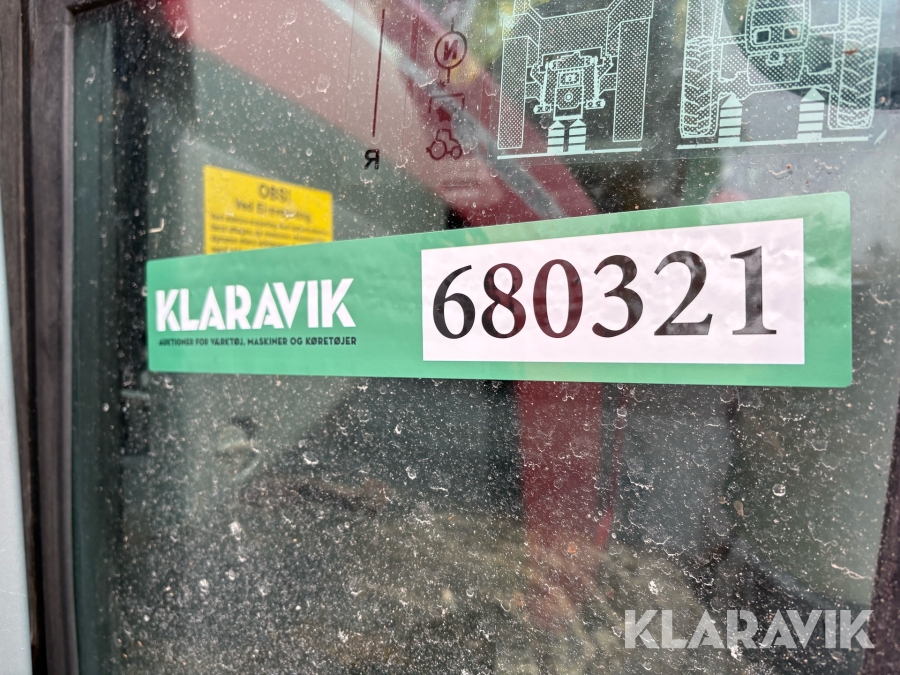 N
R
OBS!
KLARAVIK
AUKTIONER FOR VÆRKTØJ, MASKINER OG KØRETØJER
680321
KLARAVIK